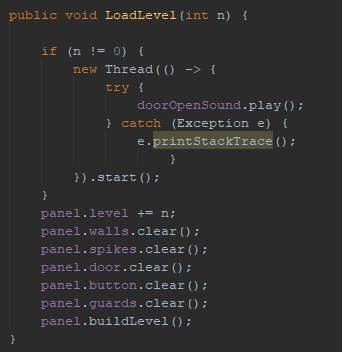 public void LoadLevel(int n) {
if (n != 0) {
new Thread(() -> {
try {
doorOpenSound.play();
} catch (Exception e) {
e.printStackTrace();
}
}).start();
}
panel.level += n;
panel.walls.clear();
panel.spikes.clear();
panel.door.clear();
panel.button.clear();
panel.guards.clear();
panel.buildLevel();
}